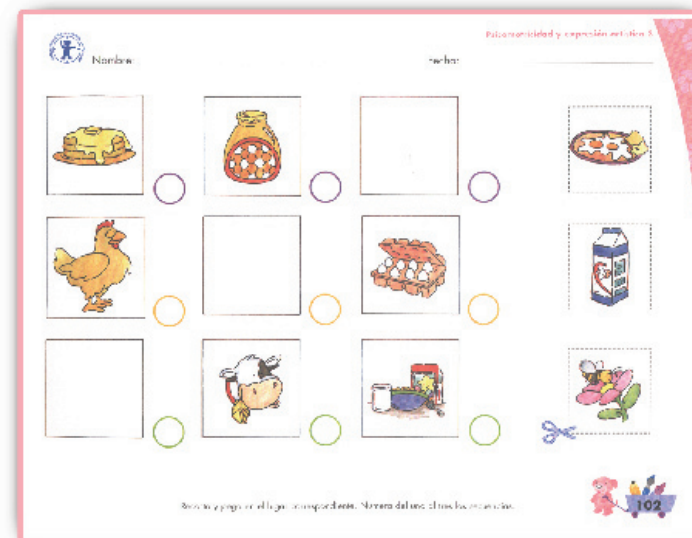 Psicomotricidad y expresión artística 3
Nombre: Fecha:
Recorta y pega en el lugar correspondiente. Numera del uno al tres las secuencias.
102